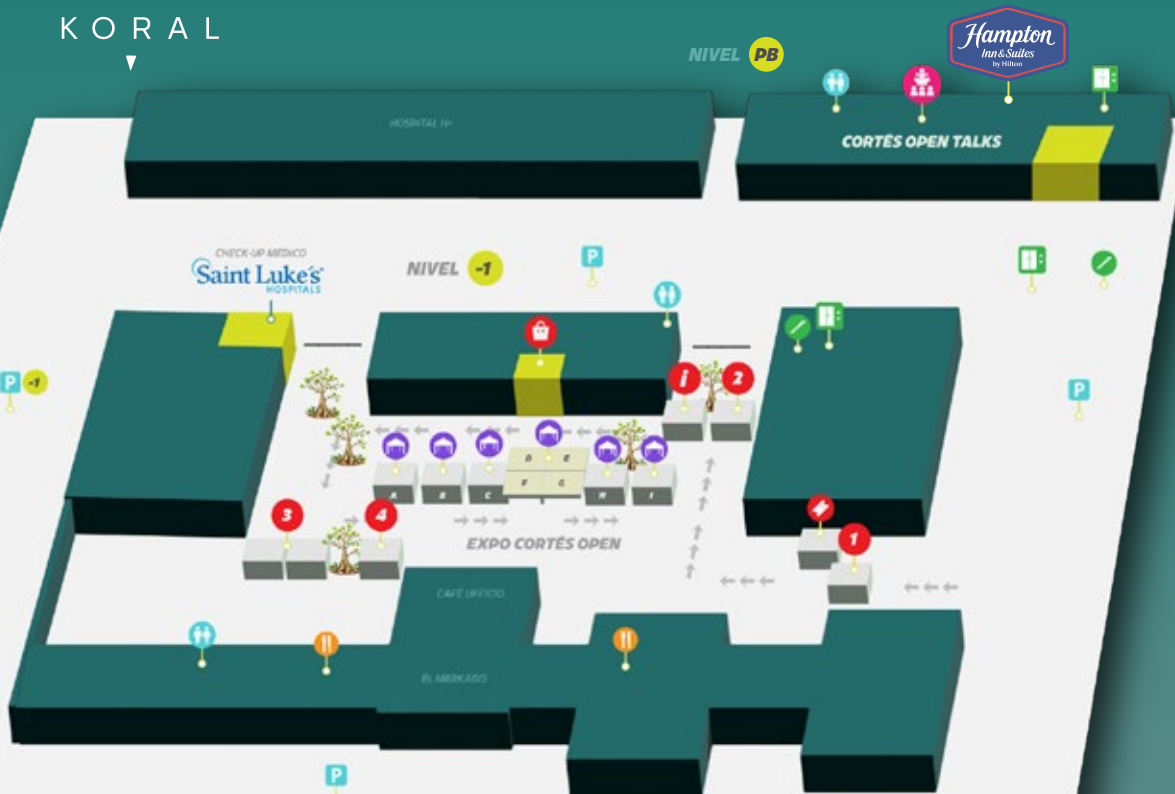 KORAL
NIVEL PB
Hampton
Inn & Suites
by Hilton
HOSPITAL H+
CORTÉS OPEN TALKS
CHECK-UP MÉDICO
Saint Luke's
HOSPITALS
NIVEL -1
P
P -1
P
i
2
D E
A B C F G H I
3
4
EXPO CORTÉS OPEN
1
CAFÉ UFFICIO
EL MERKADO
P